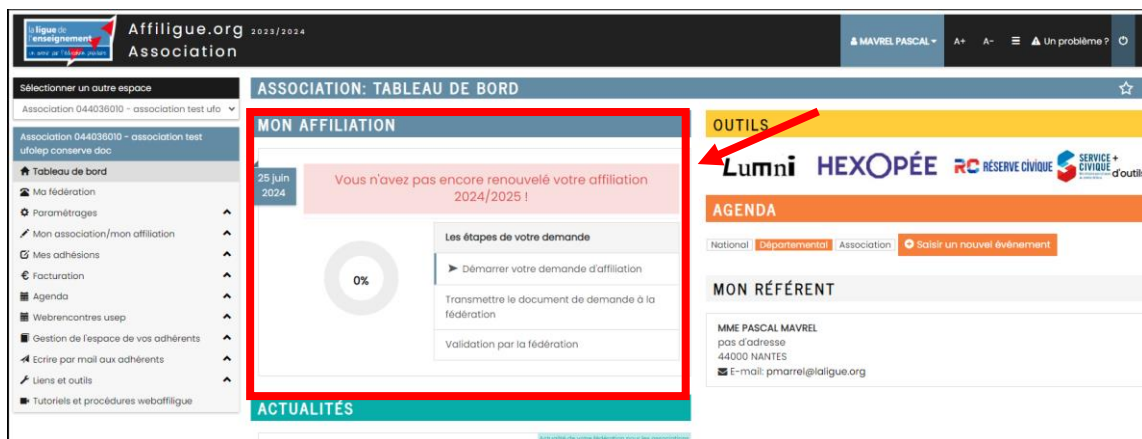 la ligue de
l'enseignement
Affiligue.org 2023/2024
Association
MAVREL PASCAL
A+ A- Un problème ?
Sélectionner un autre espace
Association 044036010 - association test ufo
Association 044036010 - association test
ufolep conserve doc
Tableau de bord
Ma fédération
Paramétrages
Mon association/mon affiliation
Mes adhésions
Facturation
Agenda
Webrencontres usep
Gestion de l'espace de vos adhérents
Ecrire par mail aux adhérents
Liens et outils
Tutoriels et procédures webaffiligue
ASSOCIATION: TABLEAU DE BORD
MON AFFILIATION
25 juin
2024
Vous n'avez pas encore renouvelé votre affiliation
2024/2025 !
0%
Les étapes de votre demande
Démarrer votre demande d'affiliation
Transmettre le document de demande à la
fédération
Validation par la fédération
ACTUALITÉS
OUTILS
Lumni HEXOPÉE RC RÉSERVE CIVIQUE SERVICE +
CIVIQUE d'outils
AGENDA
National Départemental Association Saisir un nouvel événement
MON RÉFÉRENT
MME PASCAL MAVREL
pas d'adresse
44000 NANTES
E-mail: pmarrel@laligue.org